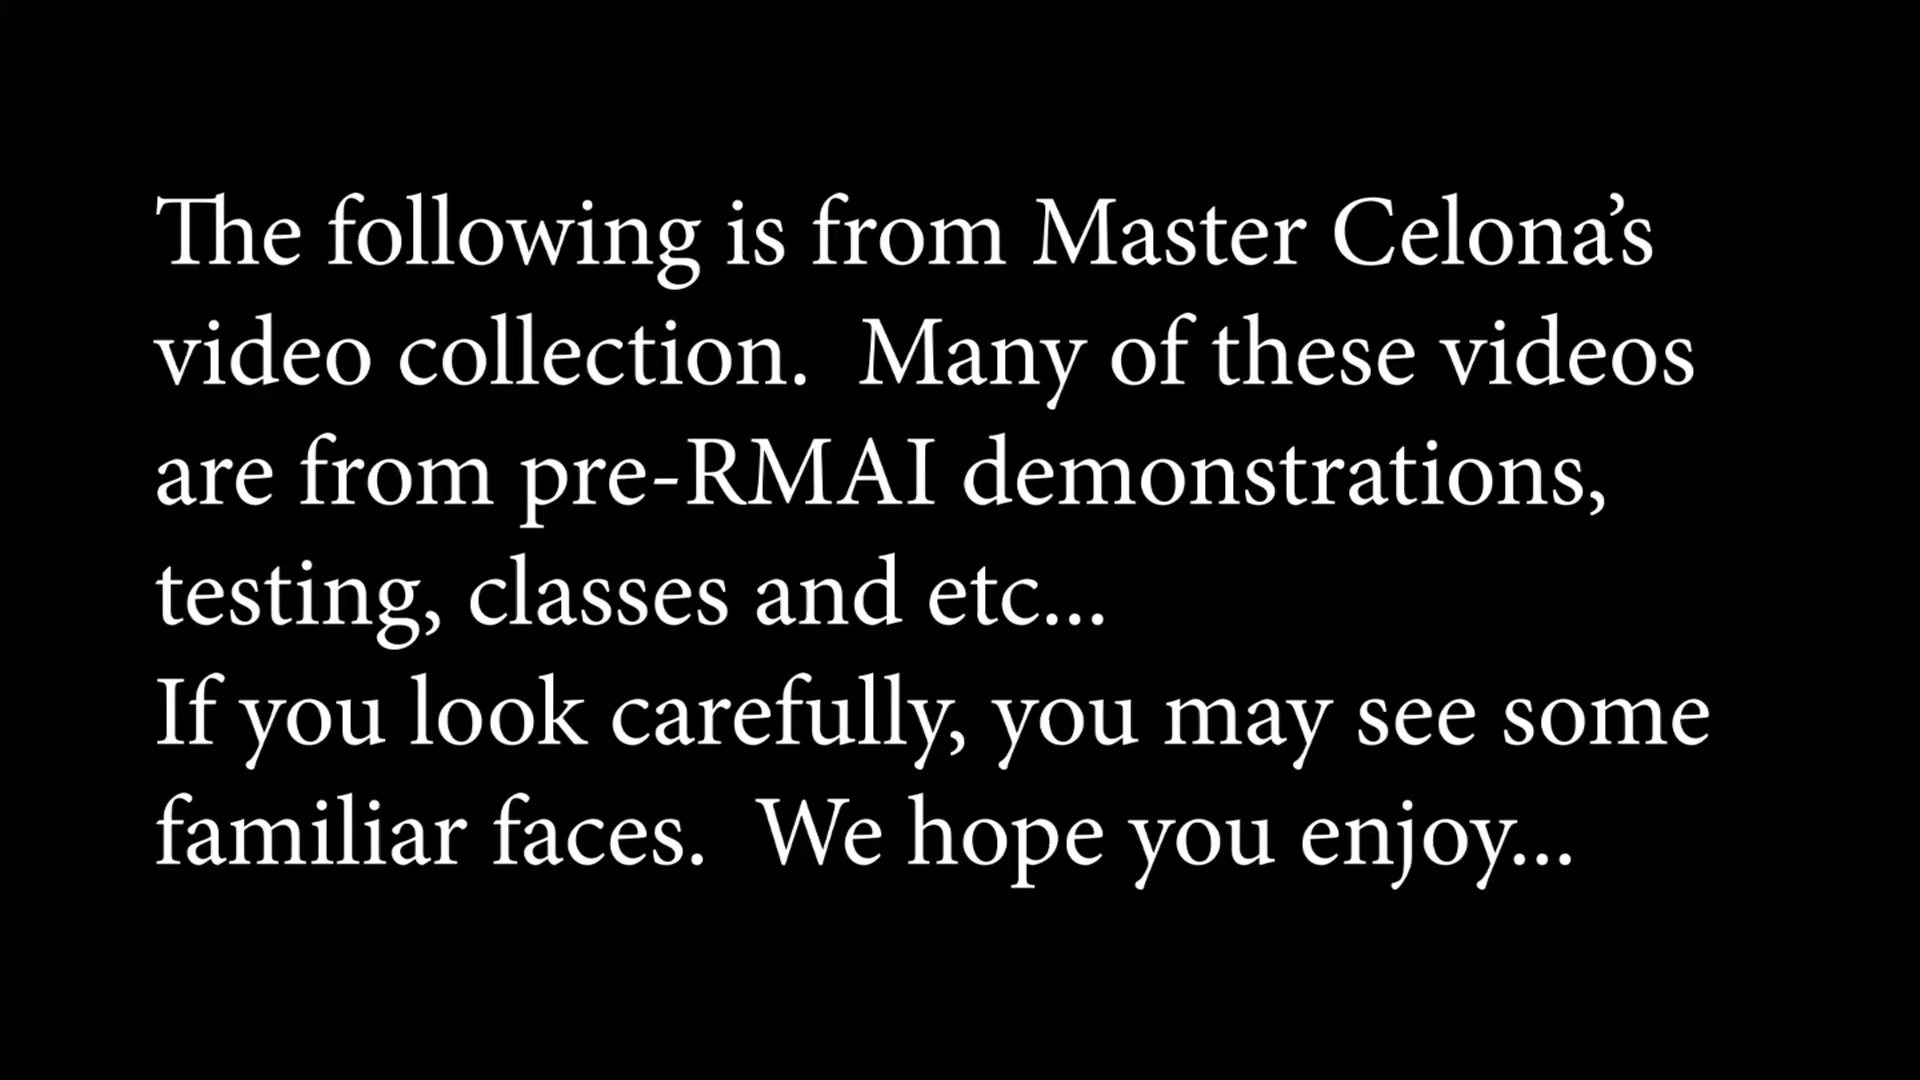 The following is from Master Celona’s
video collection.  Many of these videos
are from pre-RMAI demonstrations,
testing, classes and etc...
If you look carefully, you may see some
familiar faces.  We hope you enjoy...